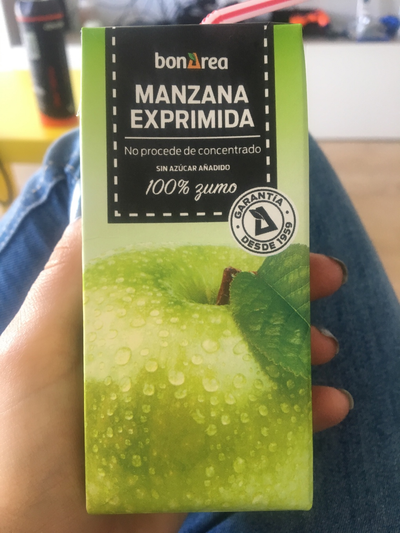 bonÀrea
MANZANA
EXPRIMIDA
No procede de concentrado
SIN AZÚCAR AÑADIDO
100% zumo
GARANTÍA
DESDE 1959